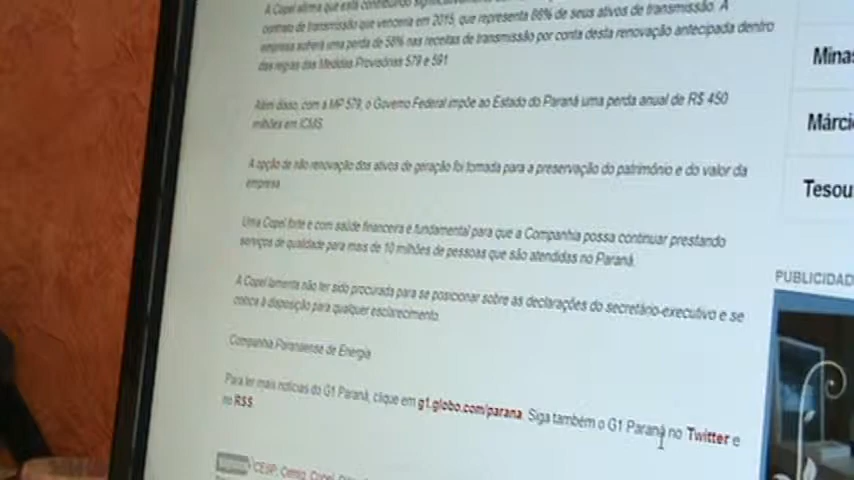 A Copel afirma que está contribuindo significativamente
contrato de transmissão que venceria em 2015, que representa 86% de seus ativos de transmissão. A
empresa sofrerá uma perda de 58% nas receitas de transmissão por conta desta renovação antecipada dentro
das regras das Medidas Provisórias 579 e 591
Além disso, com a MP 579, o Governo Federal impõe ao Estado do Paraná uma perda anual de R$ 450
milhões em ICMS.
A opção de não renovação dos ativos de geração foi tomada para a preservação do patrimônio e do valor da
empresa.
Uma Copel forte e com saúde financeira é fundamental para que a Companhia possa continuar prestando
serviços de qualidade para mais de 10 milhões de pessoas que são atendidas no Paraná.
A Copel lamenta não ter sido procurada para se posicionar sobre as declarações do secretário-executivo e se
coloca à disposição para qualquer esclarecimento.
Companhia Paranaense de Energia
Para ler mais notícias do G1 Paraná, clique em g1.globo.com/parana. Siga também o G1 Paraná no Twitter e
no RSS.
CESP, Cemig, Copel,
Minas
Márci
Tesou
PUBLICIDAD